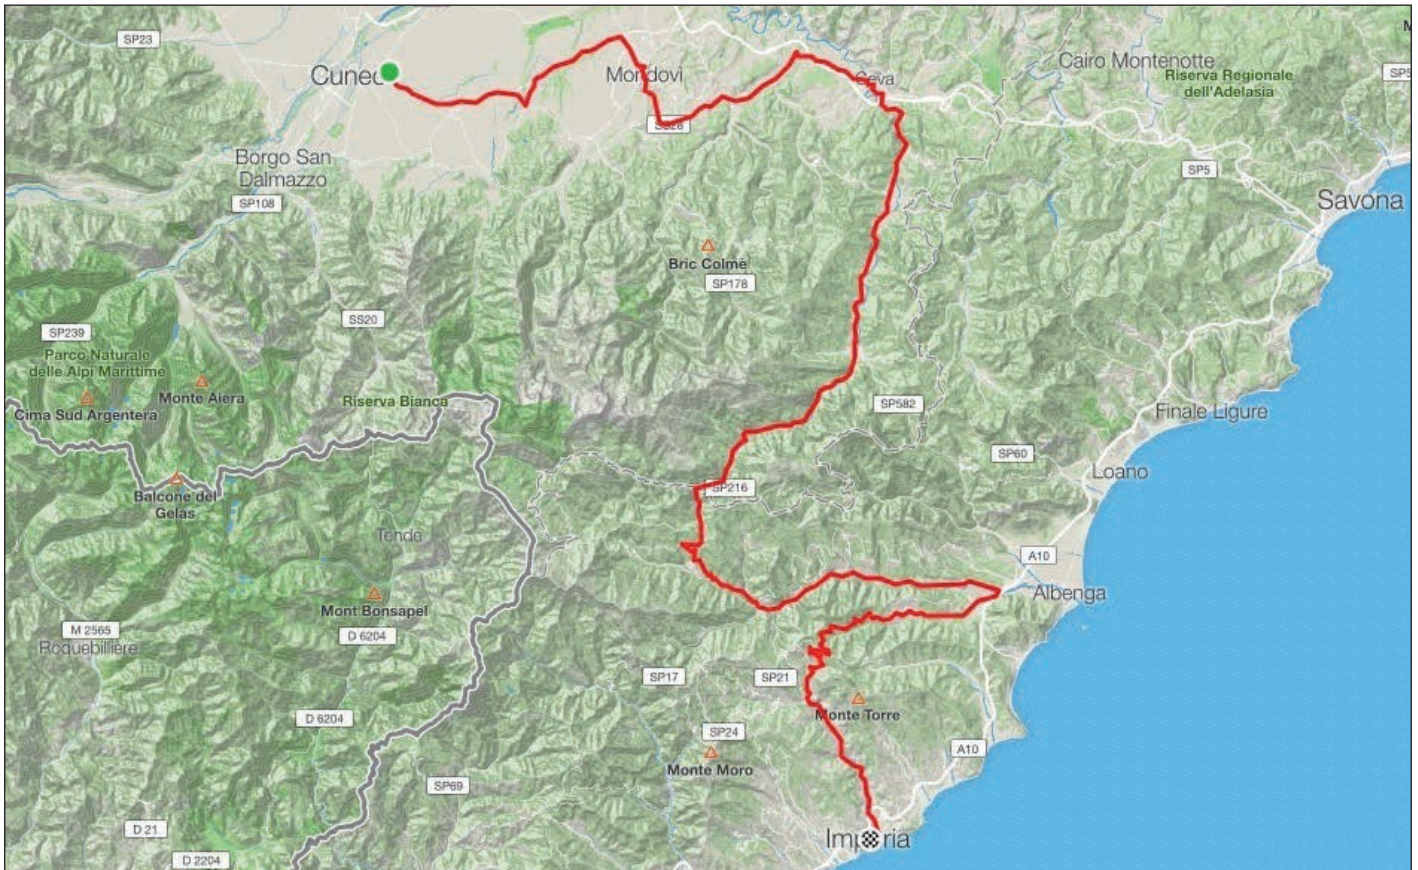 M
SP23
Cuneo
Mondovì
Cairo Montenotte
Riserva Regionale
dell'Adelasia
SP5
Ceva
SS28
Borgo San
Dalmazzo
SP5
SP108
Savona
Bric Colmè
SP178
SS20
SP239
Parco Naturale
delle Alpi Marittime
Monte Aiera
Cima Sud Argentera
Riserva Bianca
SP582
Finale Ligure
SP60
Loano
Balcone del
Gelas
SP216
Tende
A10
Albenga
Mont Bonsapel
M 2565
D 6204
Roquebillière
SP17
SP21
D 6204
Monte Torre
SP24
A10
Monte Moro
SP69
D 21
Imperia
D 2204